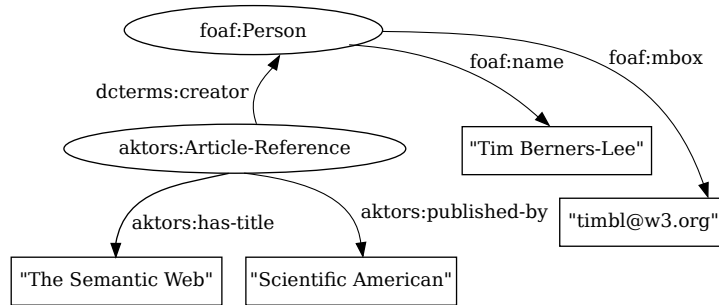 foaf:Person
foaf:name
foaf:mbox
dcterms:creator
aktors:Article-Reference
"Tim Berners-Lee"
aktors:has-title
aktors:published-by
"timbl@w3.org"
"The Semantic Web"
"Scientific American"